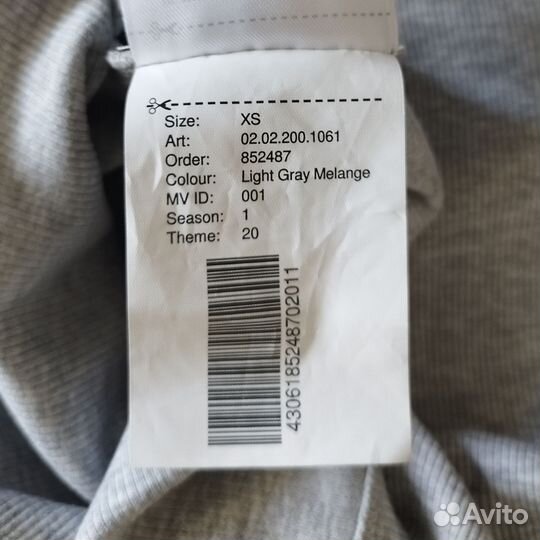 Size: XS
Art: 02.02.200.1061
Order: 852487
Colour: Light Gray Melange
MV ID: 001
Season: 1
Theme: 20
4306185248702011
Avito